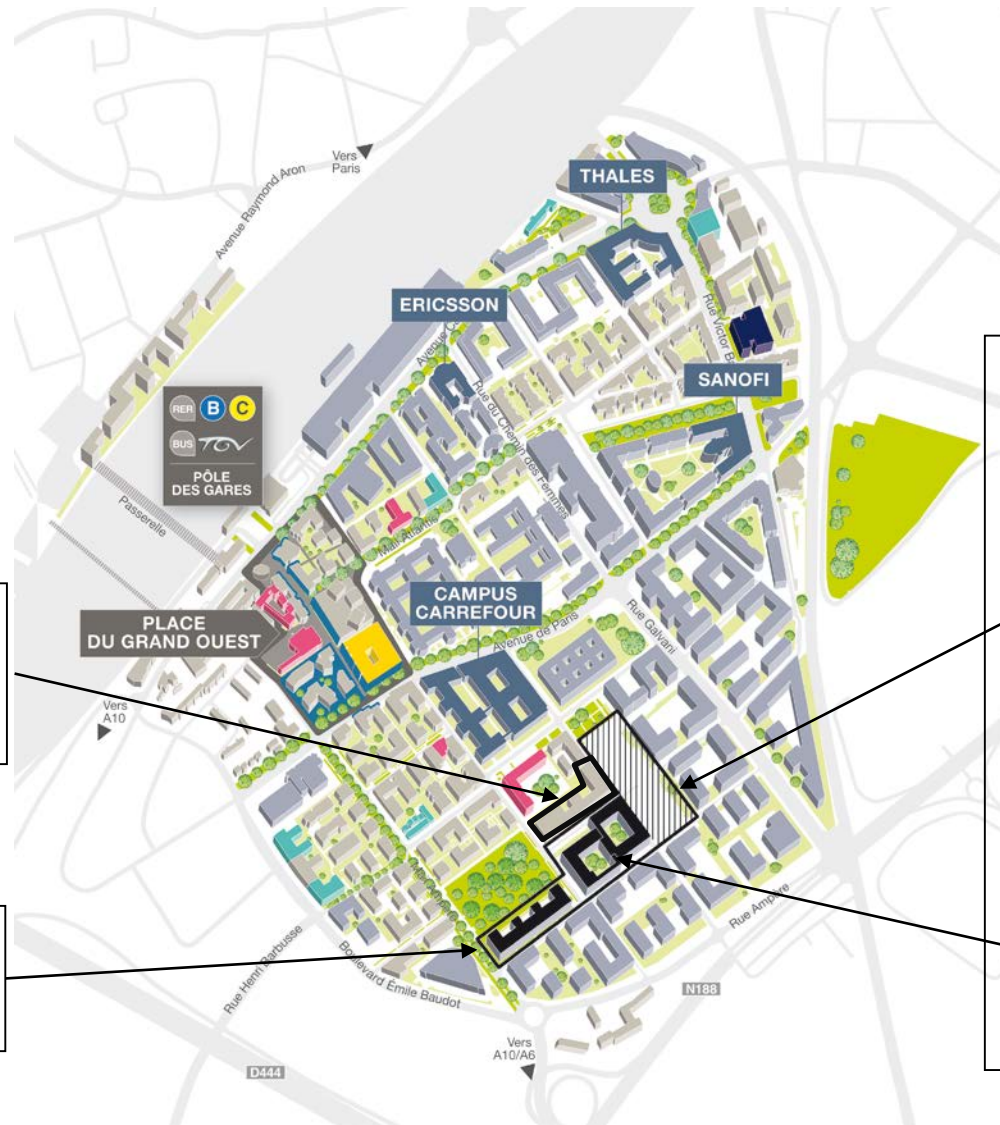 Vers
Paris
Avenue Raymond Aron
THALES
ERICSSON
Rue Victor
SANOFI
RER B C
BUS TGV
PÔLE
DES GARES
Rue du Chemin des Femmes
Passerelle
Mail Atlantis
CAMPUS
CARREFOUR
PLACE
DU GRAND OUEST
Avenue de Paris
Rue Galvani
Vers
A10
Rue Ampère
Rue Henri Barbusse
Boulevard Émile Baudot
N188
Vers
A10/A6
D444